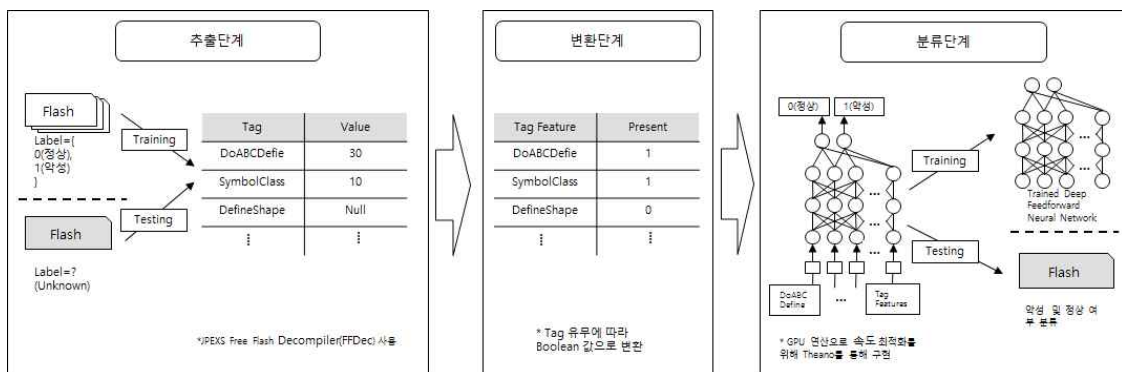 추출단계
Flash
Label={
0(정상),
1(악성)
}
Training
Flash
Testing
Label=?
(Unknown)
Tag Value
DoABCDefie 30
SymbolClass 10
DefineShape Null
*JPEXS Free Flash Decompiler(FFDec) 사용
변환단계
Tag Feature Present
DoABCDefie 1
SymbolClass 1
DefineShape 0
* Tag 유무에 따라
Boolean 값으로 변환
분류단계
0(정상) 1(악성)
...
...
...
DoABC
Define
...
Tag
Features
Training
Testing
...
...
Trained Deep
Feedforward
Neural Network
Flash
악성 및 정상 여
부 분류
* GPU 연산으로 속도 최적화를
위해 Theano를 통해 구현